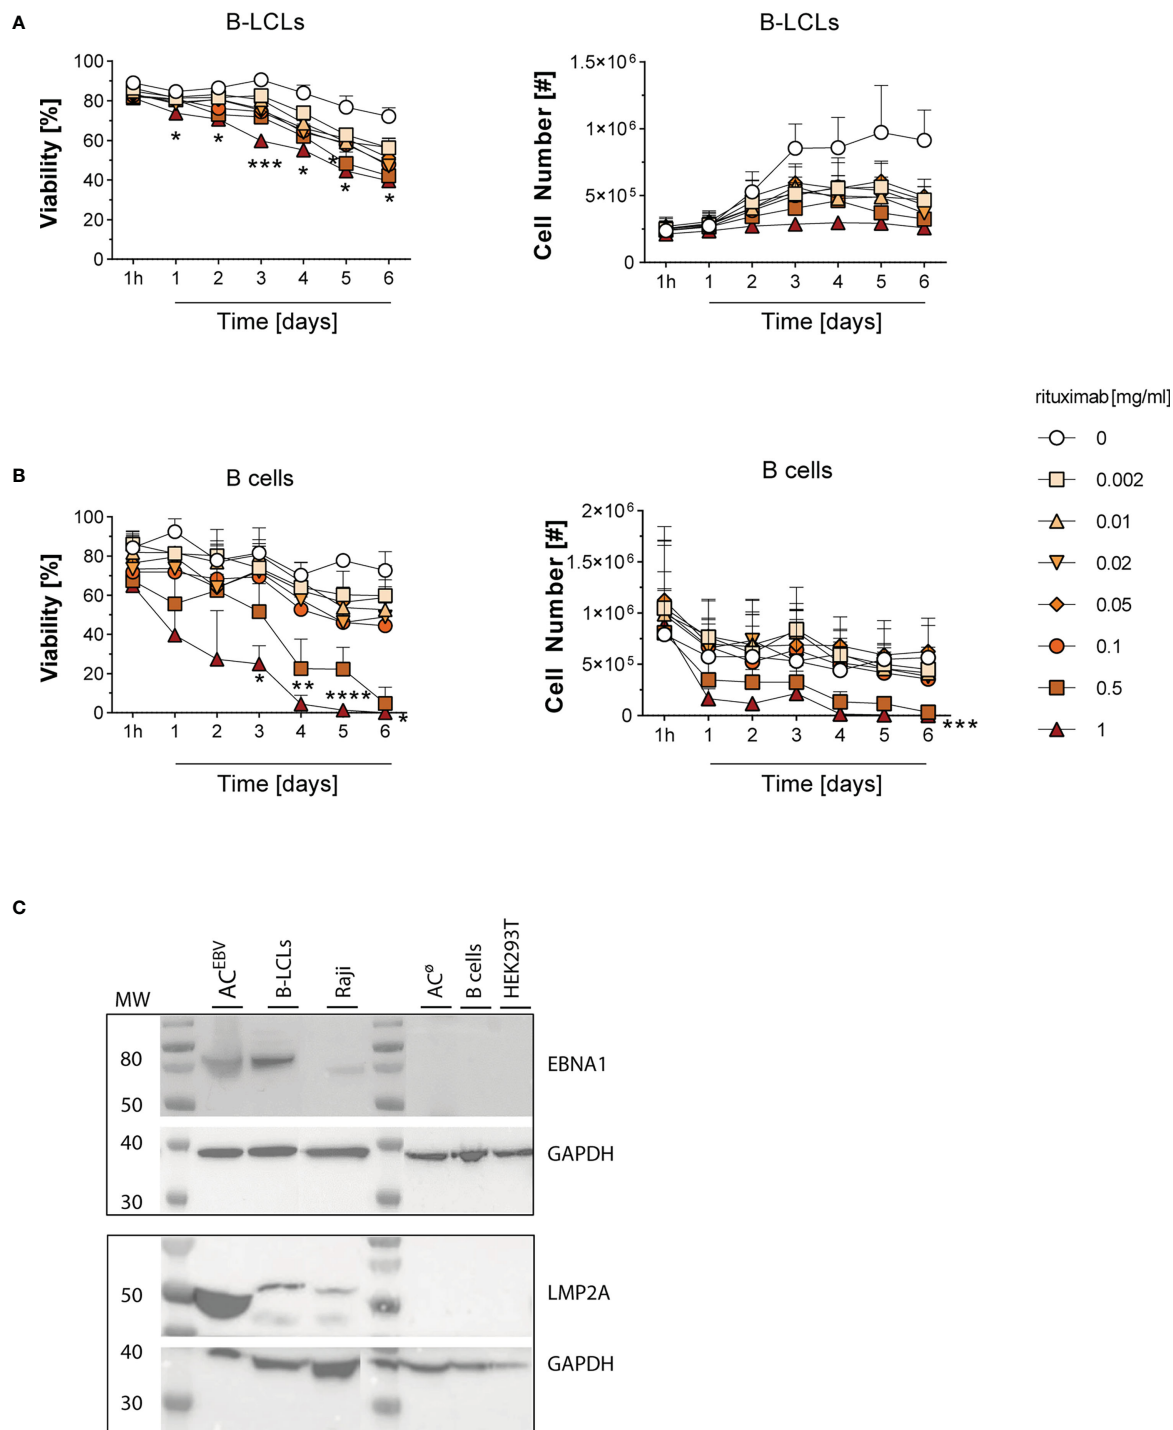 A
B-LCLs
Viability [%]
100
80
60
40
20
0
* * *** * * * *
1h 1 2 3 4 5 6
Time [days]
B-LCLs
Cell Number [#]
1.5×10⁶
1×10⁶
5×10⁵
0
1h 1 2 3 4 5 6
Time [days]
rituximab [mg/ml]
0
0.002
0.01
0.02
0.05
0.1
0.5
1
B
B cells
Viability [%]
100
80
60
40
20
0
* ** **** *
1h 1 2 3 4 5 6
Time [days]
B cells
Cell Number [#]
2×10⁶
1.5×10⁶
1×10⁶
5×10⁵
0
***
1h 1 2 3 4 5 6
Time [days]
C
MW
AC^EBV
B-LCLs
Raji
AC^ø
B cells
HEK293T
80
50
EBNA1
40
30
GAPDH
50
LMP2A
40
30
GAPDH